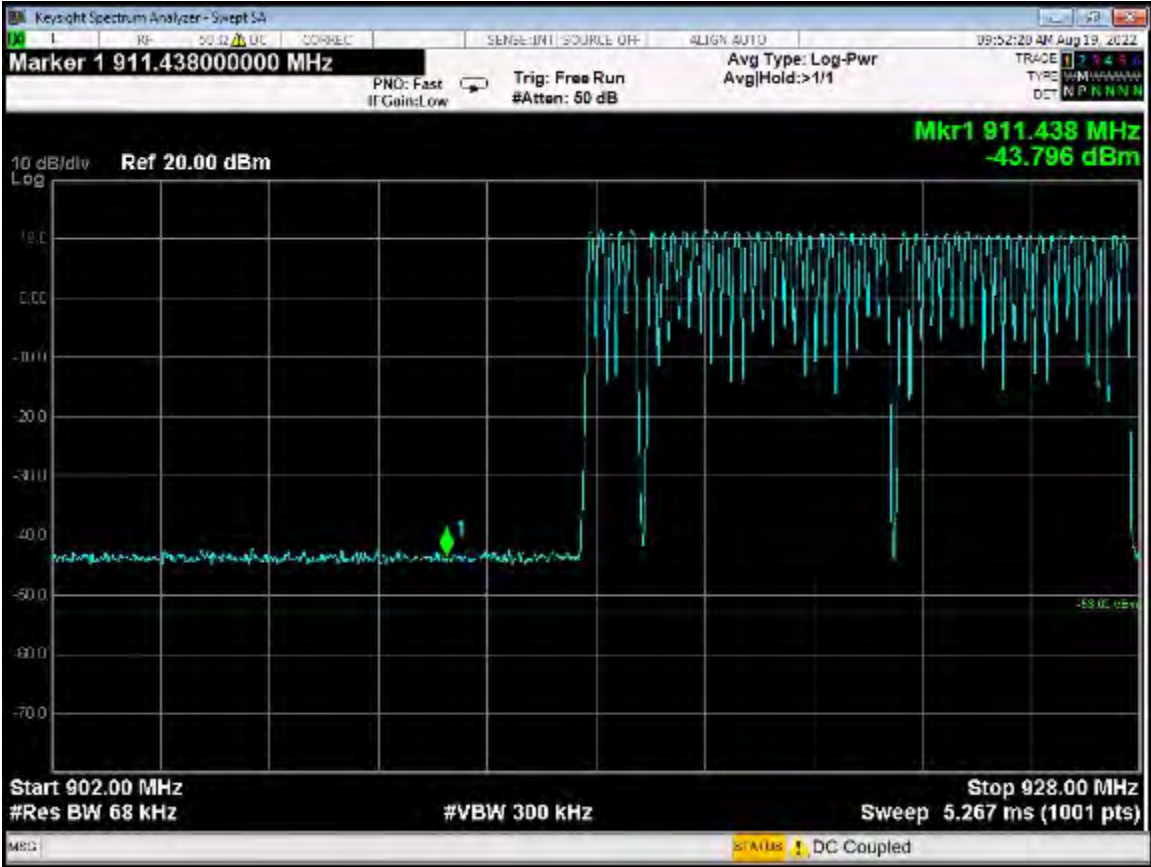 Keysight Spectrum Analyzer - Swept SA
RF 50 Ω DC CORREC SENSE:INT SOURCE OFF ALIGN AUTO 09:52:20 AM Aug 19, 2022
Marker 1 911.438000000 MHz
PNO: Fast
IFGain:Low
Trig: Free Run
#Atten: 50 dB
Avg Type: Log-Pwr
Avg|Hold:>1/1
TRACE 1 2 3 4 5 6
TYPE
DET N P N N N N
Mkr1 911.438 MHz
-43.796 dBm
10 dB/div Ref 20.00 dBm
Log
10.0
0.00
-10.0
-20.0
-30.0
-40.0
-50.0
-60.0
-70.0
1
Start 902.00 MHz
Stop 928.00 MHz
#Res BW 68 kHz
#VBW 300 kHz
Sweep 5.267 ms (1001 pts)
MSG
STATUS DC Coupled